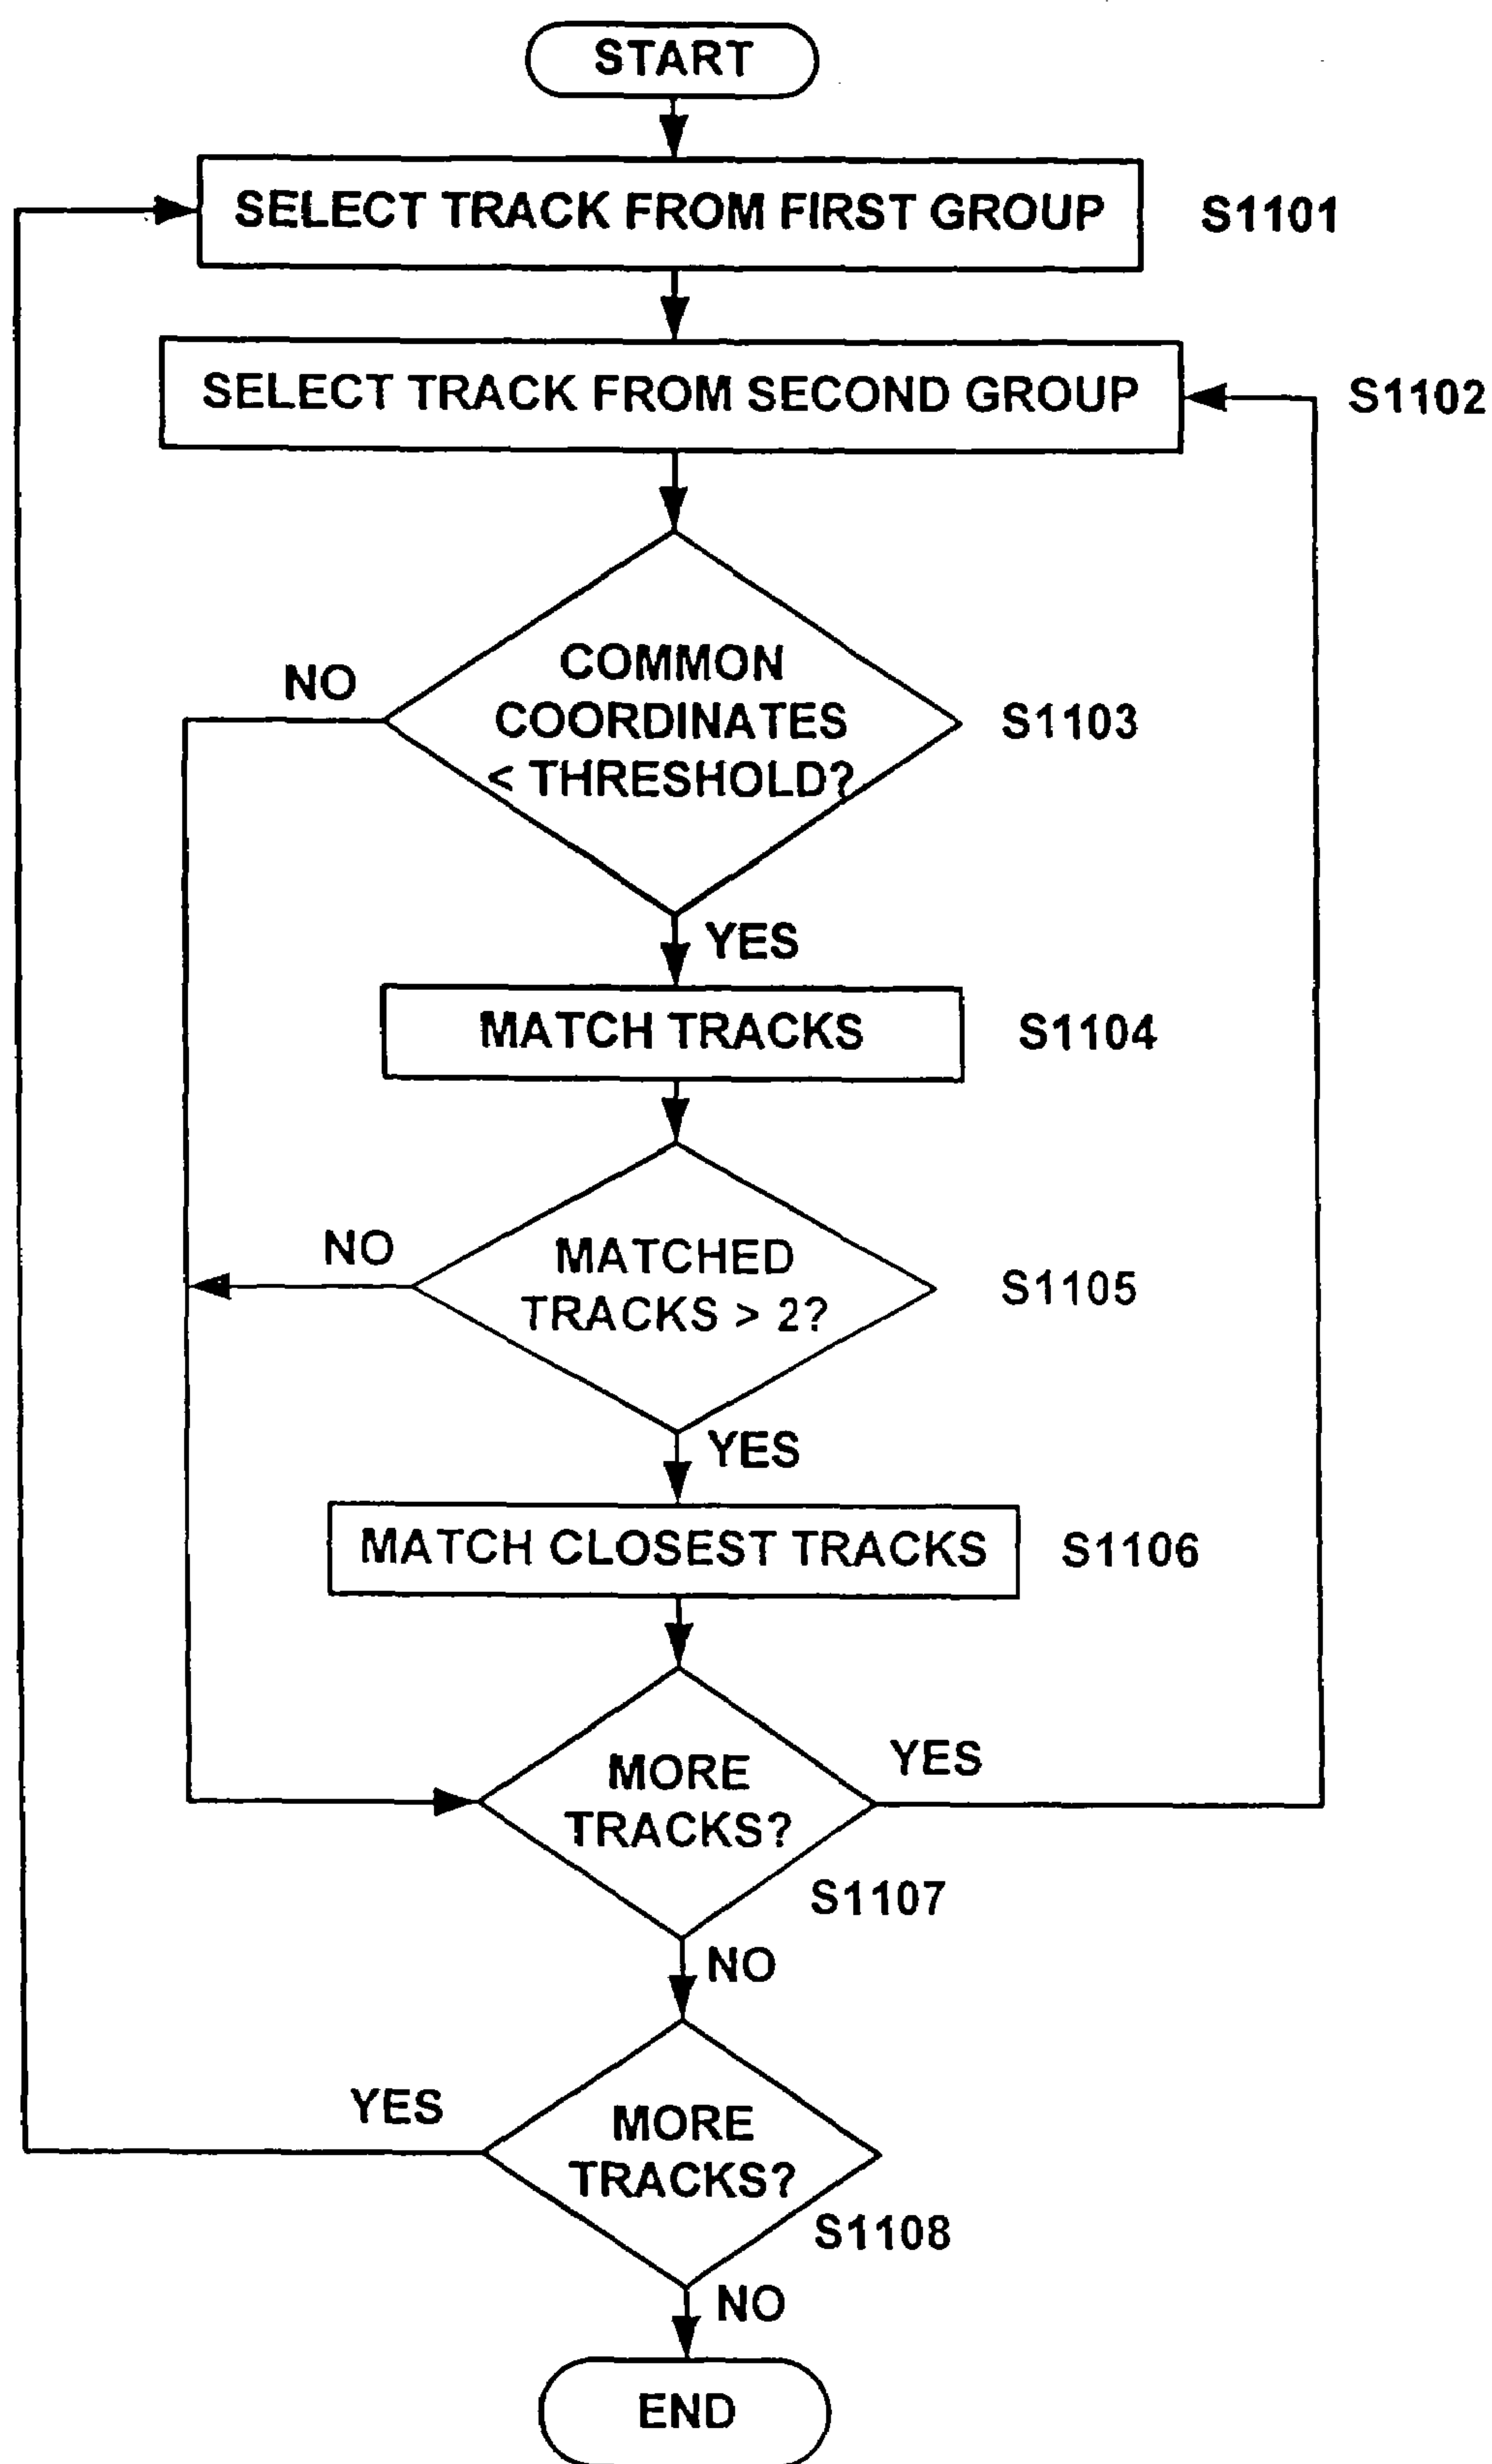 START
SELECT TRACK FROM FIRST GROUP
S1101
SELECT TRACK FROM SECOND GROUP
S1102
NO
COMMON
COORDINATES
< THRESHOLD?
S1103
YES
MATCH TRACKS
S1104
NO
MATCHED
TRACKS > 2?
S1105
YES
MATCH CLOSEST TRACKS
S1106
MORE
TRACKS?
YES
S1107
NO
YES
MORE
TRACKS?
S1108
NO
END